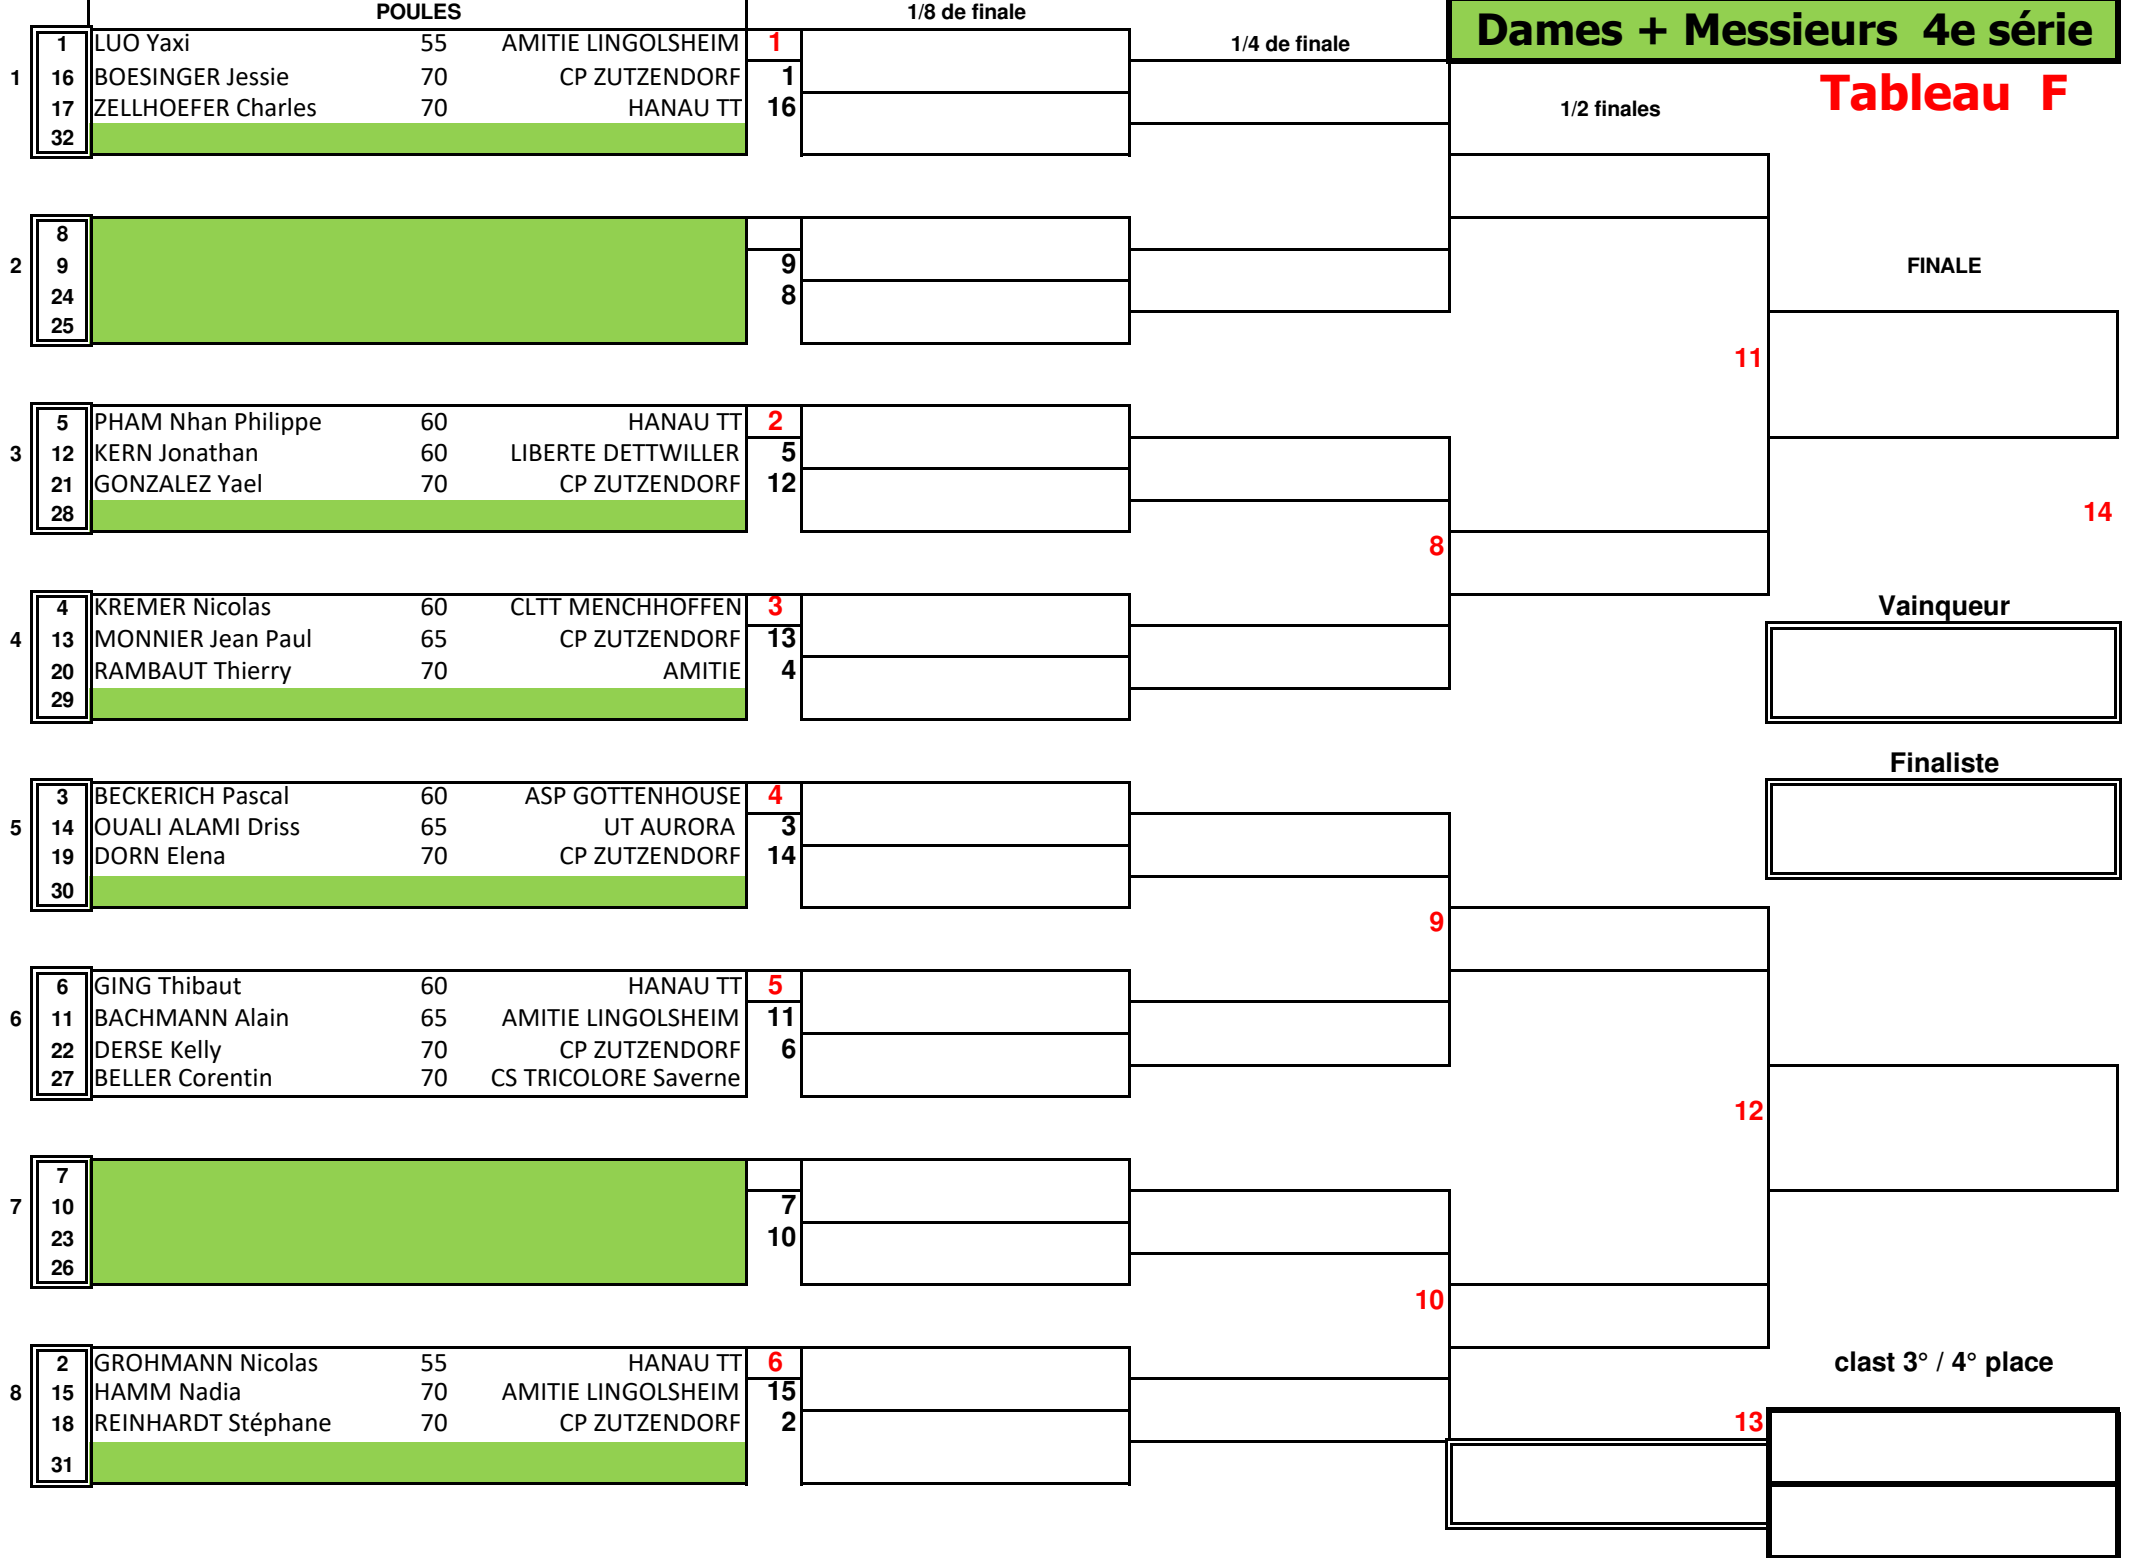 POULES 1/8 de finale Dames + Messieurs 4e série
1 LUO Yaxi 55 AMITIE LINGOLSHEIM 1 1/4 de finale
1 16 BOESINGER Jessie 70 CP ZUTZENDORF 1 Tableau F
17 ZELLHOEFER Charles 70 HANAU TT 16 1/2 finales
32
8
2 9 9 FINALE
24 8
25
11
5 PHAM Nhan Philippe 60 HANAU TT 2
3 12 KERN Jonathan 60 LIBERTE DETTWILLER 5
21 GONZALEZ Yael 70 CP ZUTZENDORF 12
28 14
8
4 KREMER Nicolas 60 CLTT MENCHHOFFEN 3 Vainqueur
4 13 MONNIER Jean Paul 65 CP ZUTZENDORF 13
20 RAMBAUT Thierry 70 AMITIE 4
29
Finaliste
3 BECKERICH Pascal 60 ASP GOTTENHOUSE 4
5 14 OUALI ALAMI Driss 65 UT AURORA 3
19 DORN Elena 70 CP ZUTZENDORF 14
30
9
6 GING Thibaut 60 HANAU TT 5
6 11 BACHMANN Alain 65 AMITIE LINGOLSHEIM 11
22 DERSE Kelly 70 CP ZUTZENDORF 6
27 BELLER Corentin 70 CS TRICOLORE Saverne
12
7
7 10 7
23 10
26
10
2 GROHMANN Nicolas 55 HANAU TT 6 clast 3° / 4° place
8 15 HAMM Nadia 70 AMITIE LINGOLSHEIM 15
18 REINHARDT Stéphane 70 CP ZUTZENDORF 2 13
31